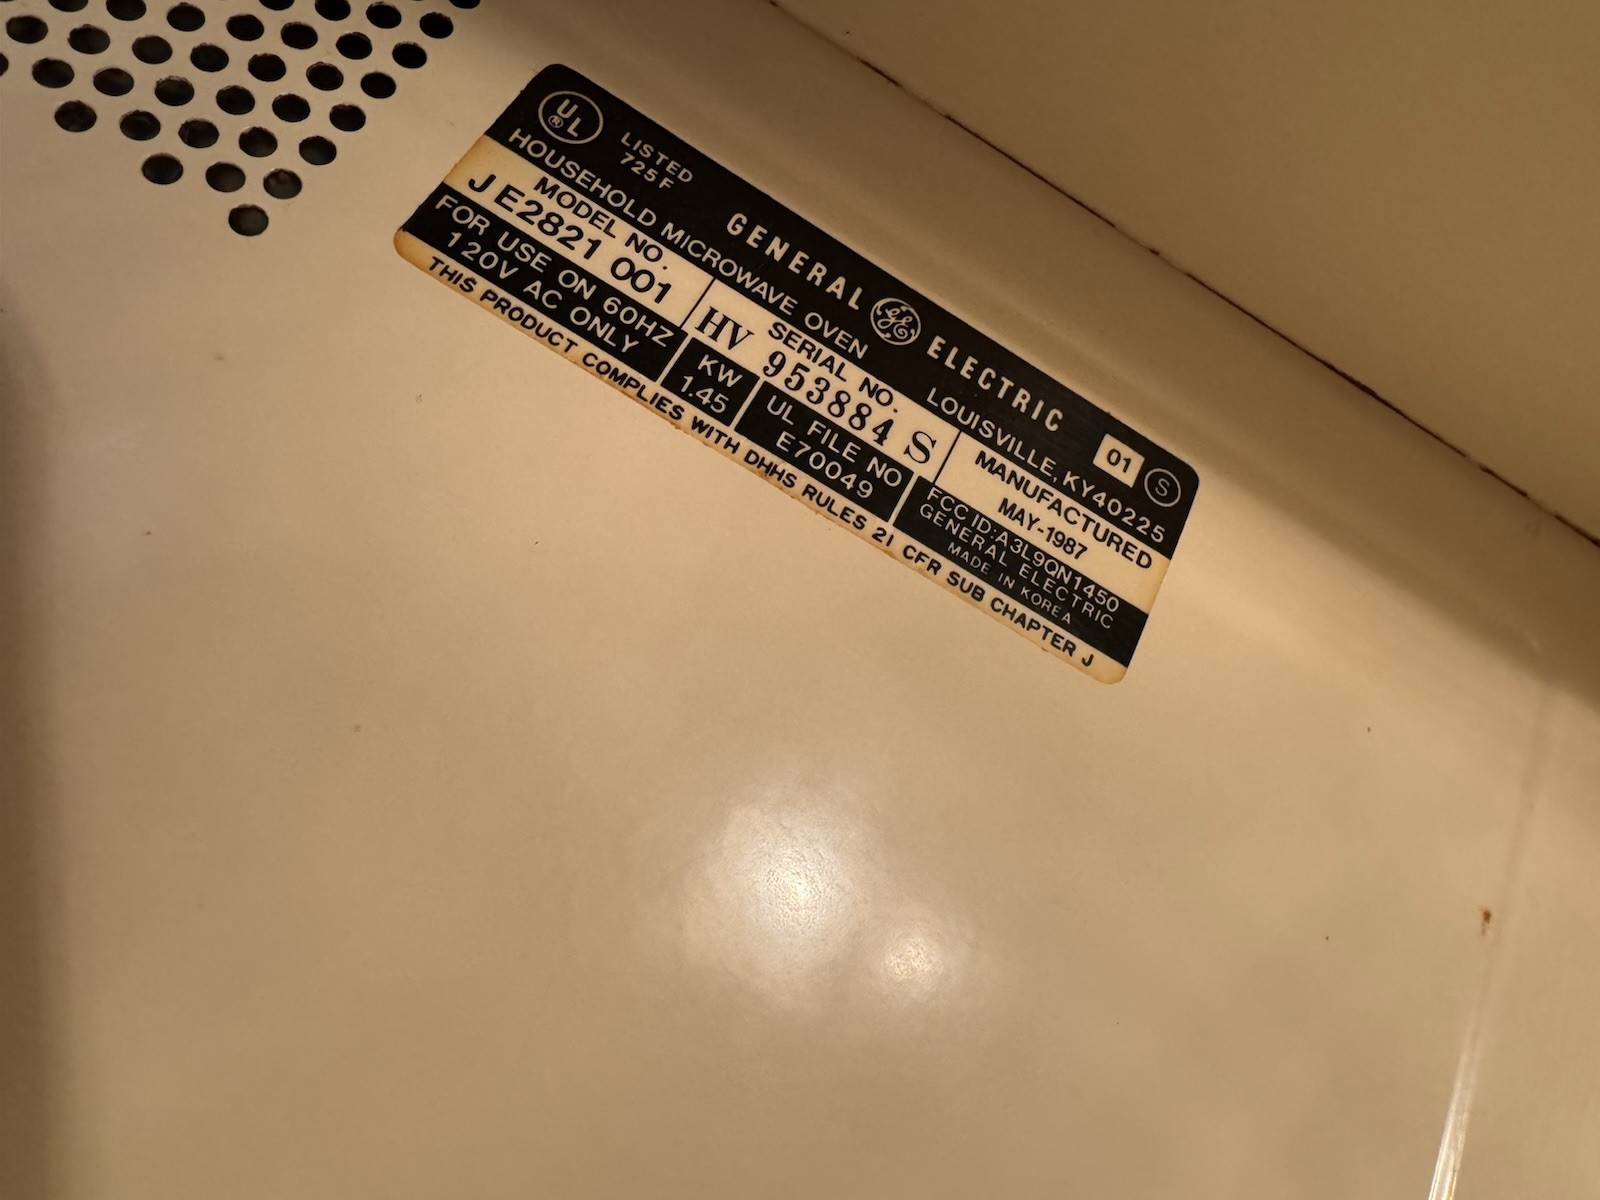 UL ®
LISTED
725F
GENERAL GE ELECTRIC
01 S
HOUSEHOLD MICROWAVE OVEN
LOUISVILLE, KY40225
MODEL NO.
JE2821 001
SERIAL NO.
HV 953884 S
MANUFACTURED
MAY-1987
FOR USE ON 60HZ
120V AC ONLY
KW
1.45
UL FILE NO
E70049
FCC ID:A3L9QN1450
GENERAL ELECTRIC
MADE IN KOREA
THIS PRODUCT COMPLIES WITH DHHS RULES 21 CFR SUB CHAPTER J